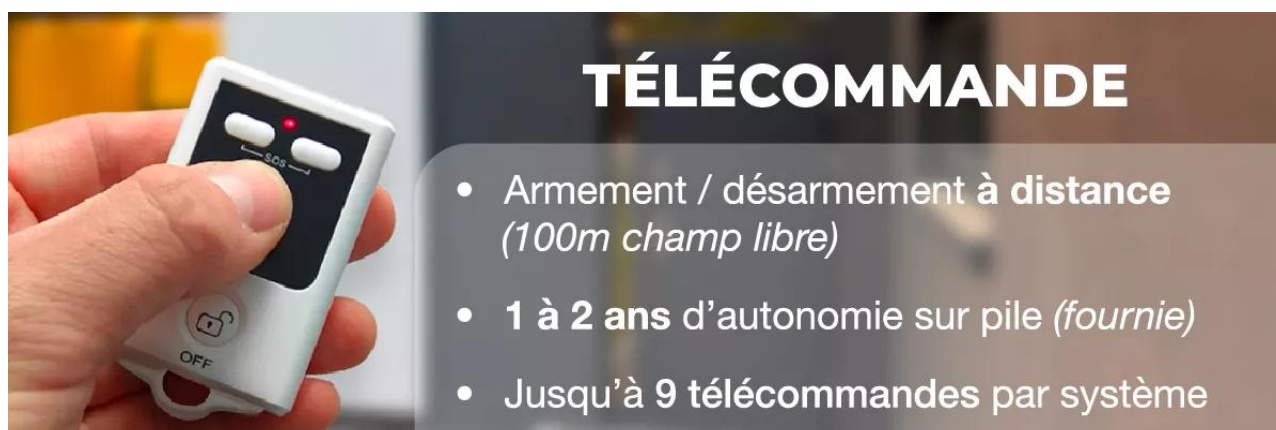 TÉLÉCOMMANDE
SOS
OFF
• Armement / désarmement à distance
(100m champ libre)
• 1 à 2 ans d'autonomie sur pile (fournie)
• Jusqu'à 9 télécommandes par système